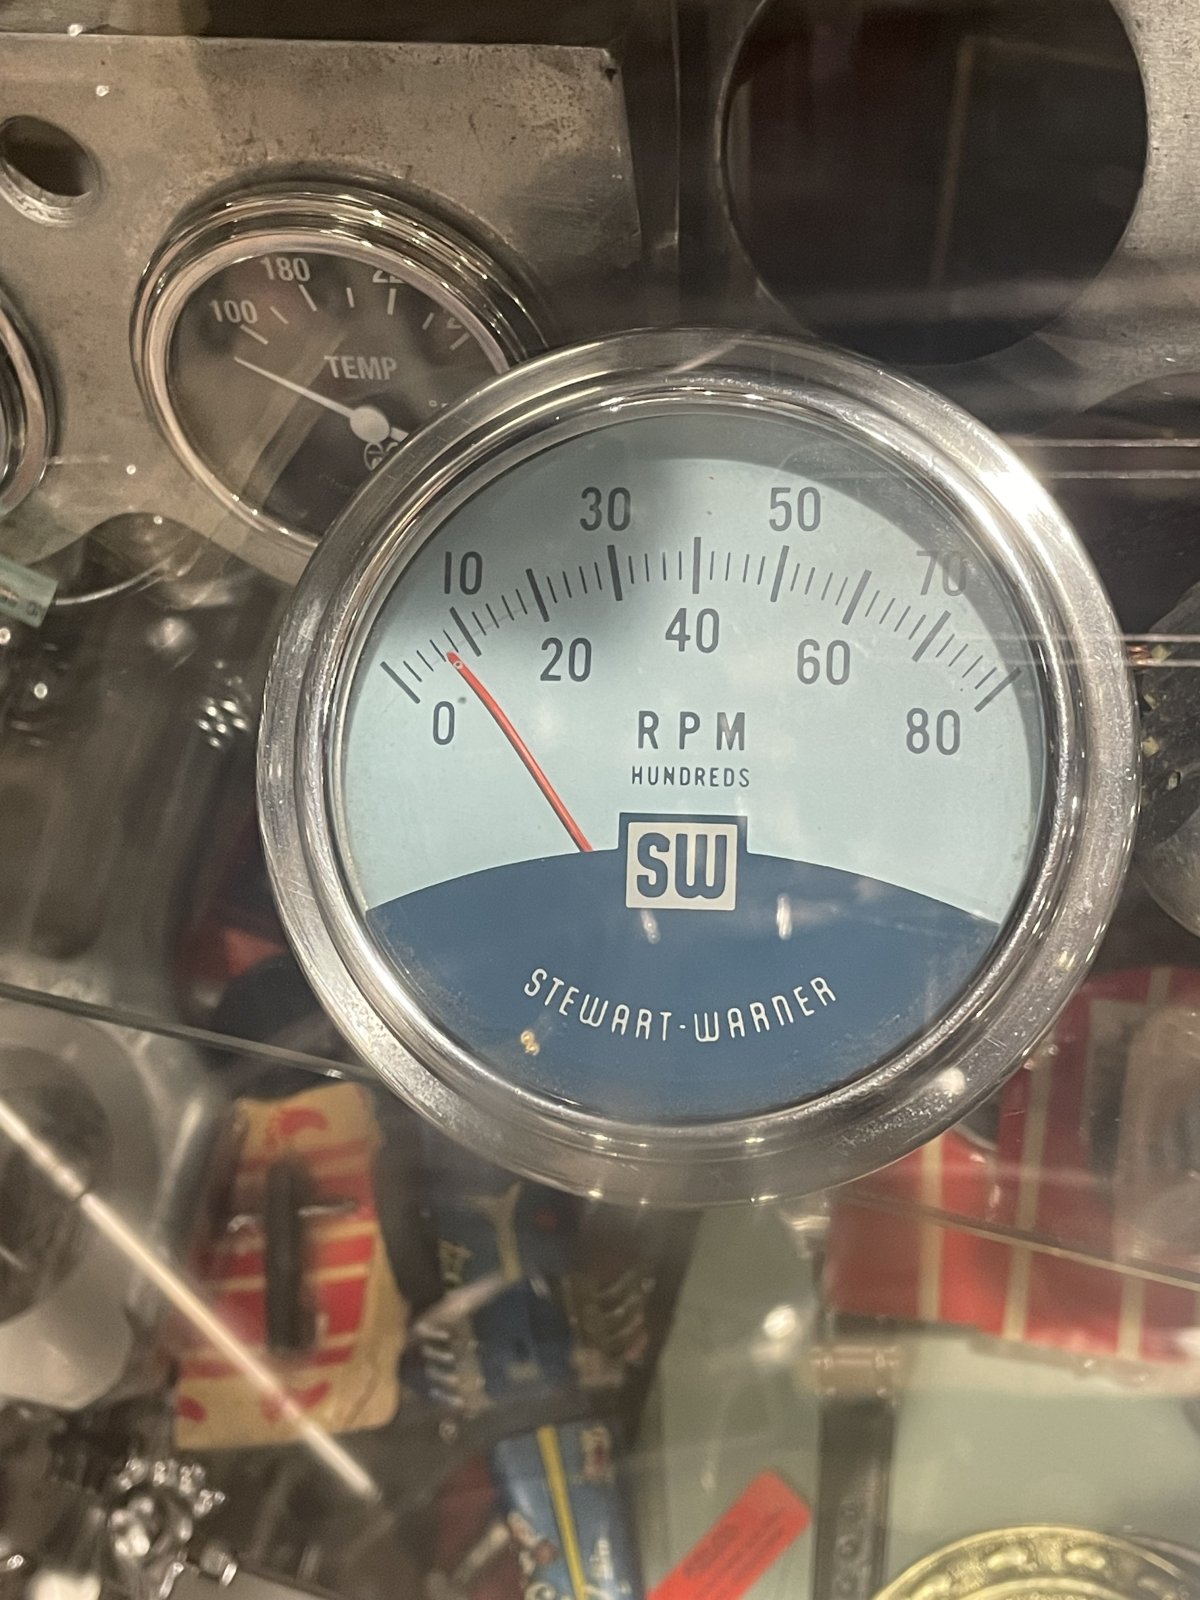 180
100
TEMP
30 50
10 70
20 40 60
0 80
RPM
HUNDREDS
SW
STEWART-WARNER